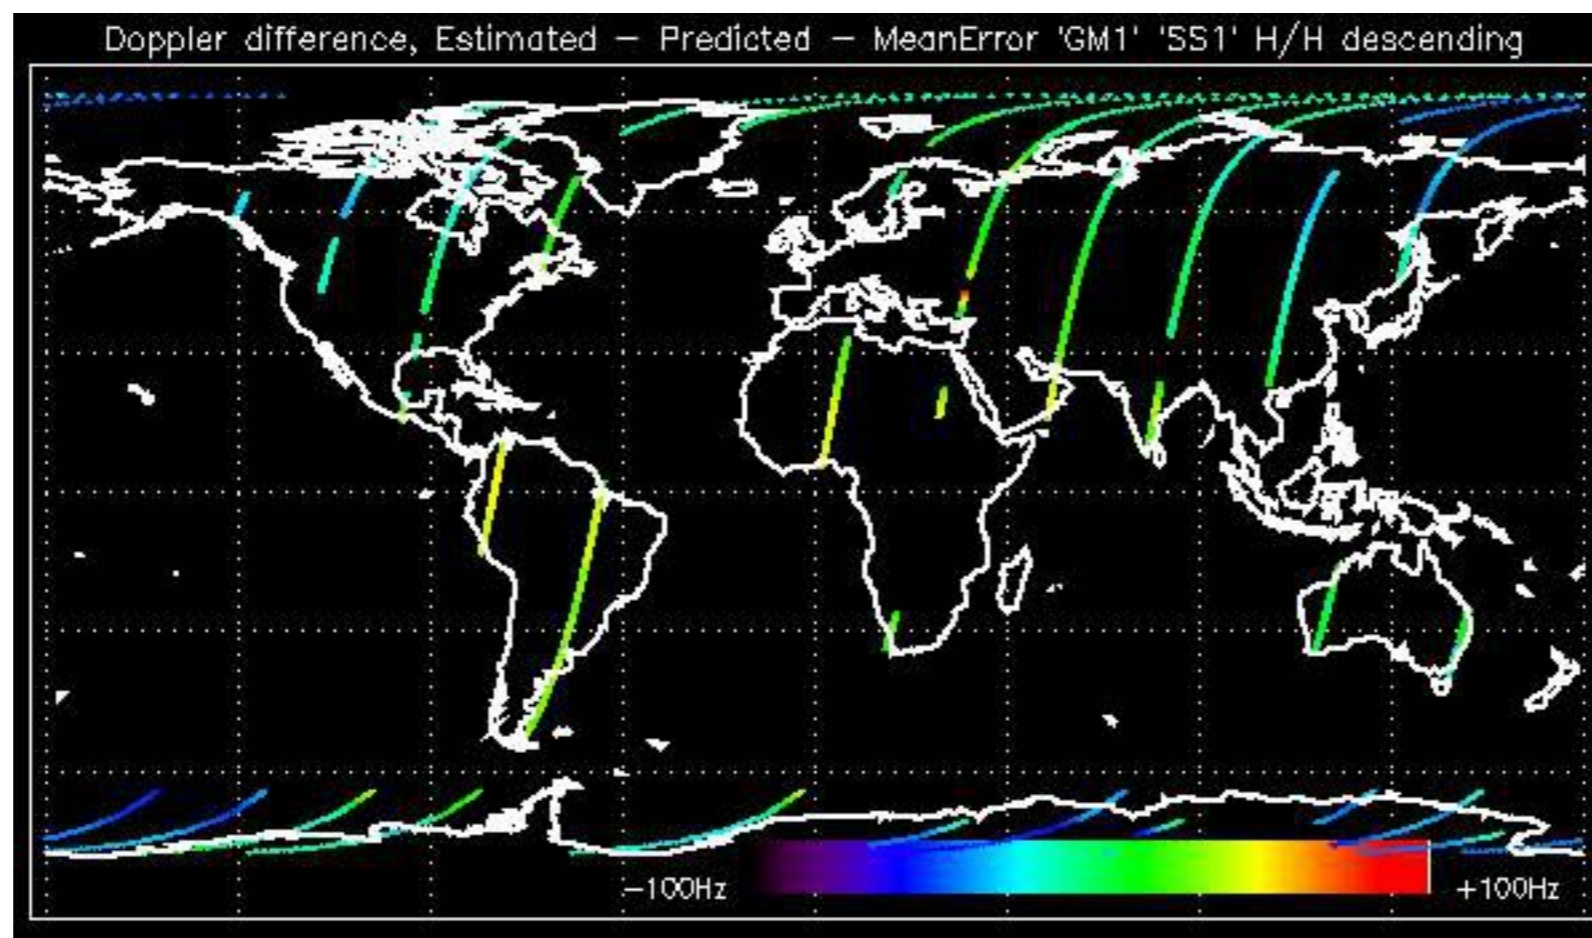 Doppler difference, Estimated – Predicted – MeanError 'GM1' 'SS1' H/H descending
–100Hz +100Hz